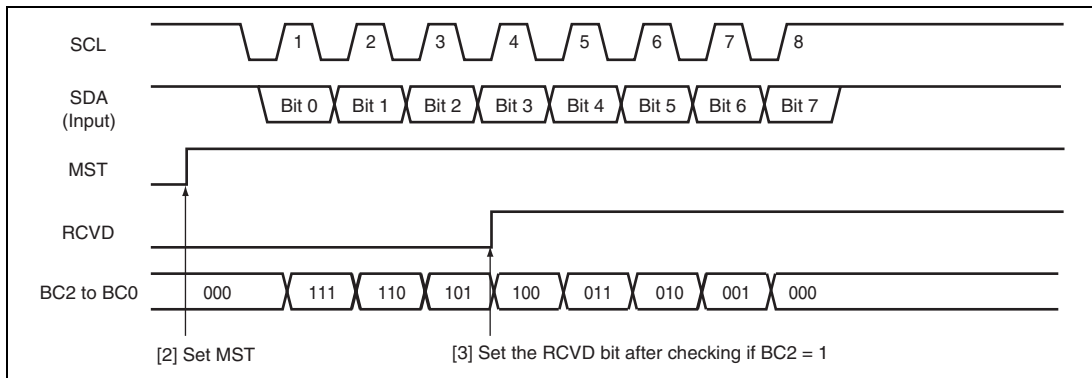 SCL
1 2 3 4 5 6 7 8
SDA
(Input)
Bit 0 Bit 1 Bit 2 Bit 3 Bit 4 Bit 5 Bit 6 Bit 7
MST
RCVD
BC2 to BC0
000 111 110 101 100 011 010 001 000
[2] Set MST
[3] Set the RCVD bit after checking if BC2 = 1